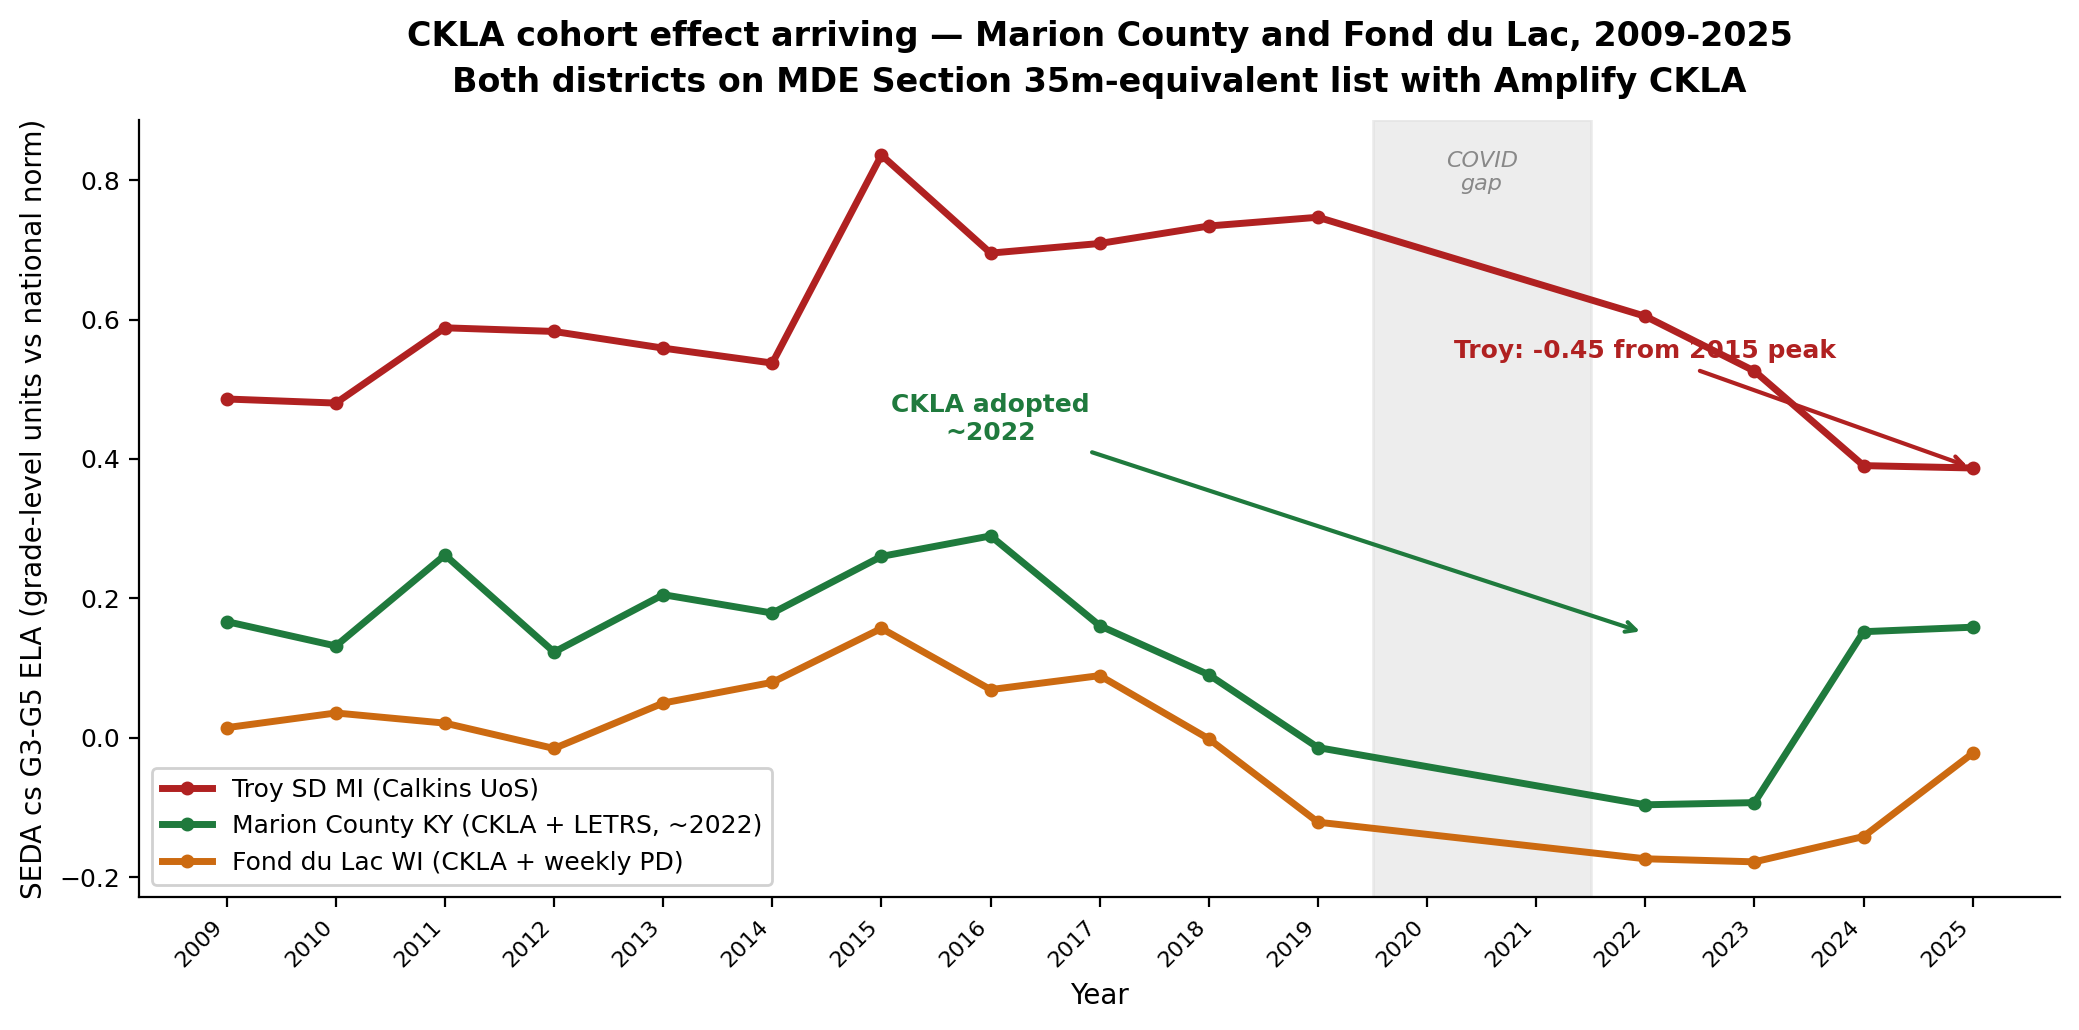 CKLA cohort effect arriving — Marion County and Fond du Lac, 2009-2025
Both districts on MDE Section 35m-equivalent list with Amplify CKLA
SEDA cs G3-G5 ELA (grade-level units vs national norm)
0.8
0.6
0.4
0.2
0.0
−0.2
COVID
gap
Troy: -0.45 from 2015 peak
CKLA adopted
~2022
Troy SD MI (Calkins UoS)
Marion County KY (CKLA + LETRS, ~2022)
Fond du Lac WI (CKLA + weekly PD)
2009
2010
2011
2012
2013
2014
2015
2016
2017
2018
2019
2020
2021
2022
2023
2024
2025
Year